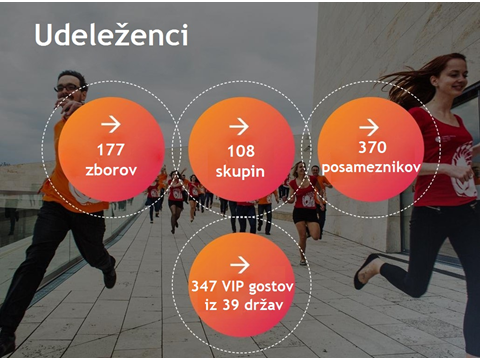 Udeleženci
→
177
zborov
→
108
skupin
→
370
posameznikov
→
347 VIP gostov
iz 39 držav